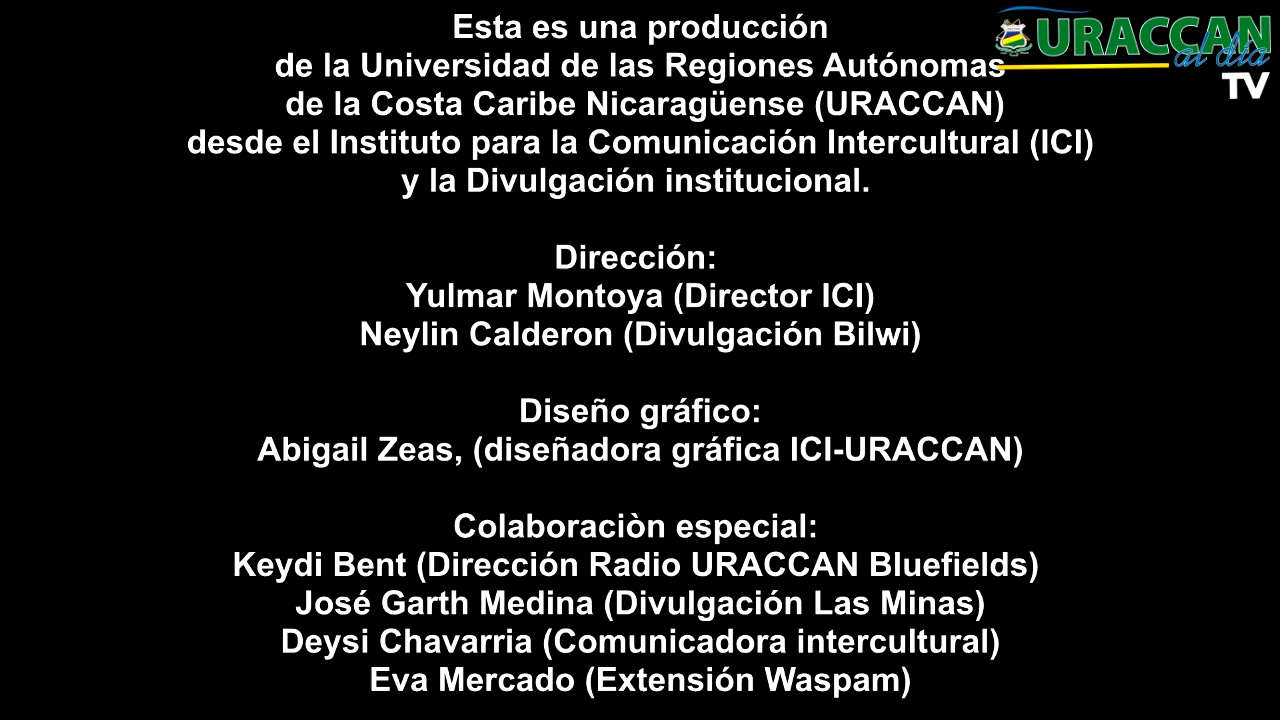 Esta es una producción
de la Universidad de las Regiones Autónomas
de la Costa Caribe Nicaragüense (URACCAN)
desde el Instituto para la Comunicación Intercultural (ICI)
y la Divulgación institucional.
Dirección:
Yulmar Montoya (Director ICI)
Neylin Calderon (Divulgación Bilwi)
Diseño gráfico:
Abigail Zeas, (diseñadora gráfica ICI-URACCAN)
Colaboraciòn especial:
Keydi Bent (Dirección Radio URACCAN Bluefields)
José Garth Medina (Divulgación Las Minas)
Deysi Chavarria (Comunicadora intercultural)
Eva Mercado (Extensión Waspam)
URACCAN
al día
TV